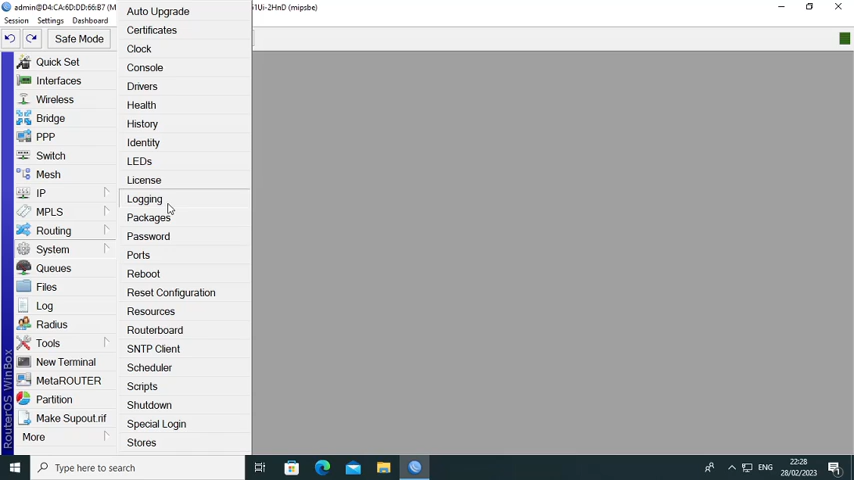 admin@D4:CA:6D:DD:66:B7
1Ui-2HnD (mipsbe)
Session Settings Dashboard
Safe Mode
Quick Set
Interfaces
Wireless
Bridge
PPP
Switch
Mesh
IP
MPLS
Routing
System
Queues
Files
Log
Radius
Tools
New Terminal
MetaROUTER
Partition
Make Supout.rif
More
RouterOS WinBox
Auto Upgrade
Certificates
Clock
Console
Drivers
Health
History
Identity
LEDs
License
Logging
Packages
Password
Ports
Reboot
Reset Configuration
Resources
Routerboard
SNTP Client
Scheduler
Scripts
Shutdown
Special Login
Stores
Type here to search
ENG
22:28
28/02/2023
1